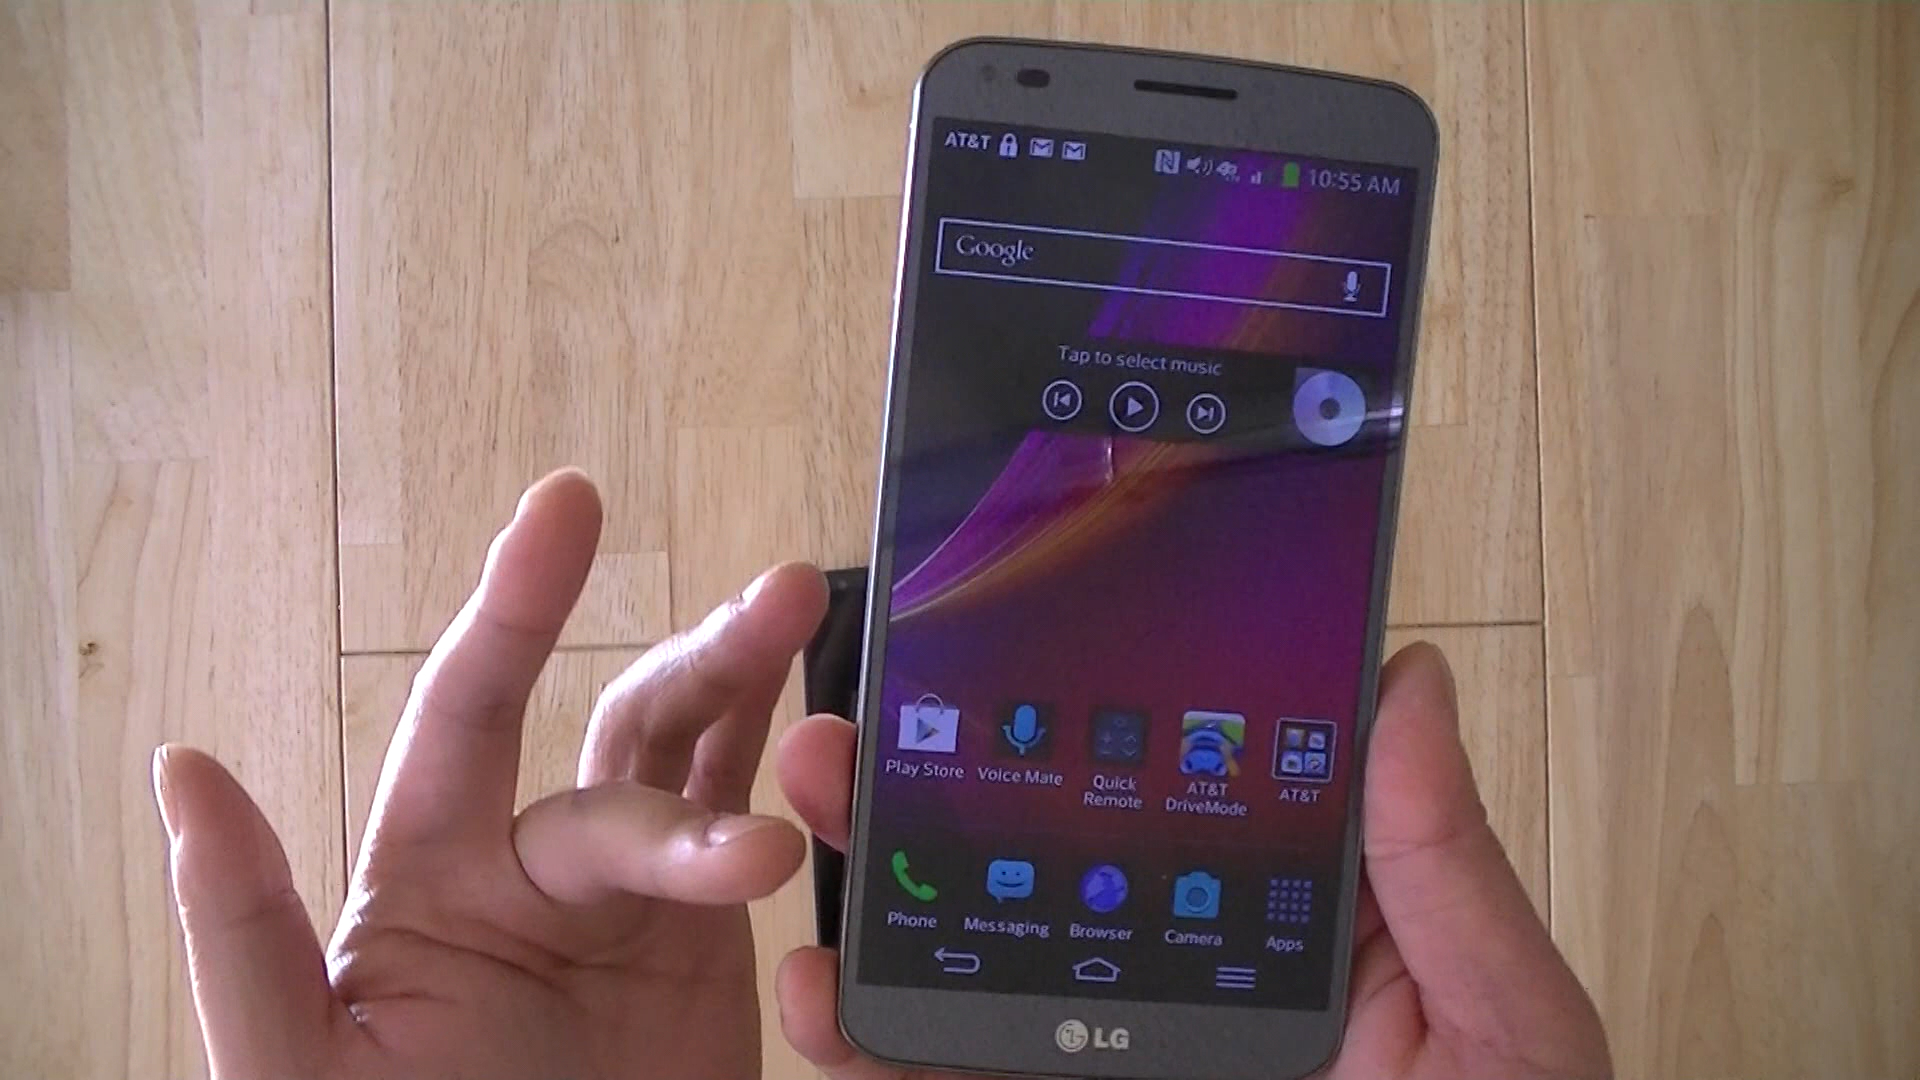 AT&T 10:55 AM
Google
Tap to select music
Play Store
Voice Mate
Quick
Remote
AT&T
DriveMode
AT&T
Phone
Messaging
Browser
Camera
Apps
LG